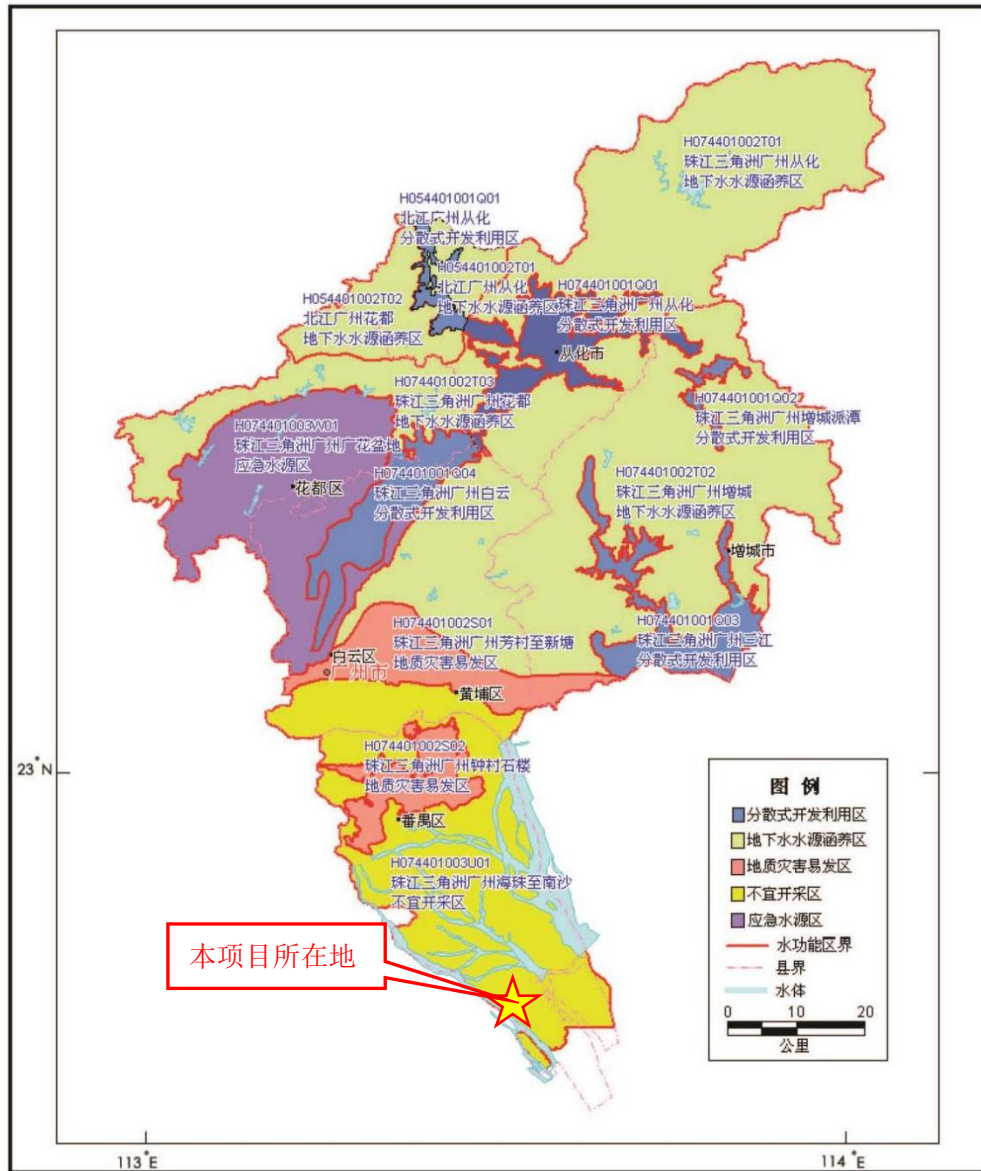 H074401002T01
珠江三角洲广州从化
地下水水源涵养区
H054401001Q01
北江广州从化
分散式开发利用区
H054401002T01
北江广州从化
地下水水源涵养区
H074401001Q01
珠江三角洲广州从化
分散式开发利用区
H054401002T02
北江广州花都
地下水水源涵养区
从化市
H074401002T03
珠江三角洲广州花都
地下水水源涵养区
H074401001Q02
珠江三角洲广州增城派潭
分散式开发利用区
H074401003W01
珠江三角洲广州广花盆地
应急水源区
花都区
H074401001Q04
珠江三角洲广州白云
分散式开发利用区
H074401002T02
珠江三角洲广州增城
地下水水源涵养区
增城市
H074401002S01
珠江三角洲广州芳村至新塘
地质灾害易发区
H074401001Q03
珠江三角洲广州三江
分散式开发利用区
白云区
广州市
黄埔区
H074401002S02
珠江三角洲广州钟村石楼
地质灾害易发区
23°N
番禺区
H074401003U01
珠江三角洲广州海珠至南沙
不宜开采区
本项目所在地
图 例
分散式开发利用区
地下水水源涵养区
地质灾害易发区
不宜开采区
应急水源区
水功能区界
县界
水体
0 10 20
公里
113°E
114°E